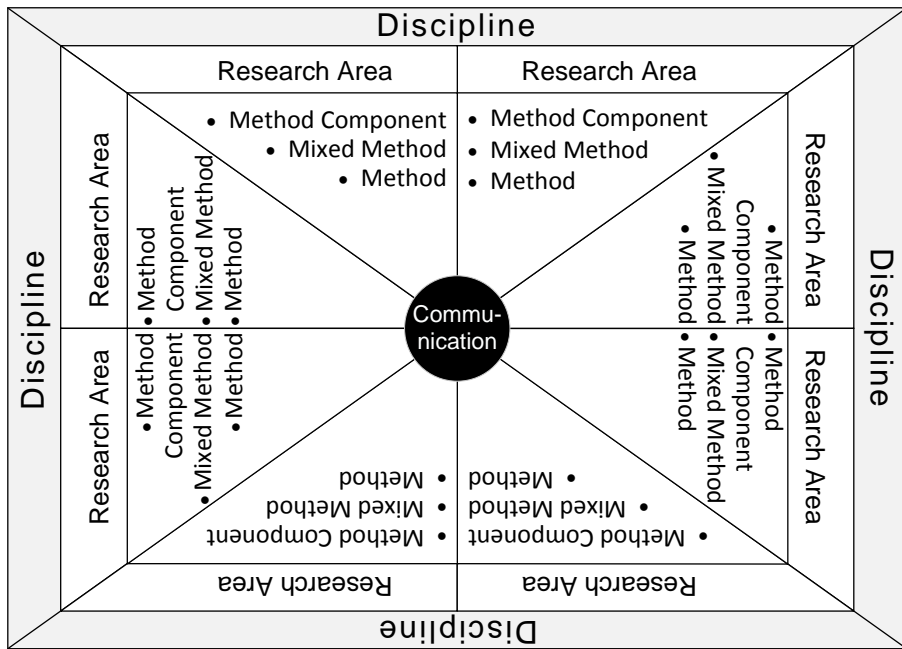 Discipline
Research Area
Research Area
• Method Component
• Mixed Method
• Method
• Method Component
• Mixed Method
• Method
Discipline
Research Area
• Method
Component
• Mixed Method
• Method
Research Area
• Method
Component
• Mixed Method
• Method
Commu-
nication
Discipline
Research Area
• Method
Component
• Mixed Method
• Method
Research Area
• Method
Component
• Mixed Method
• Method
Discipline
Research Area
Research Area
• Method Component
• Mixed Method
• Method
• Method Component
• Mixed Method
• Method